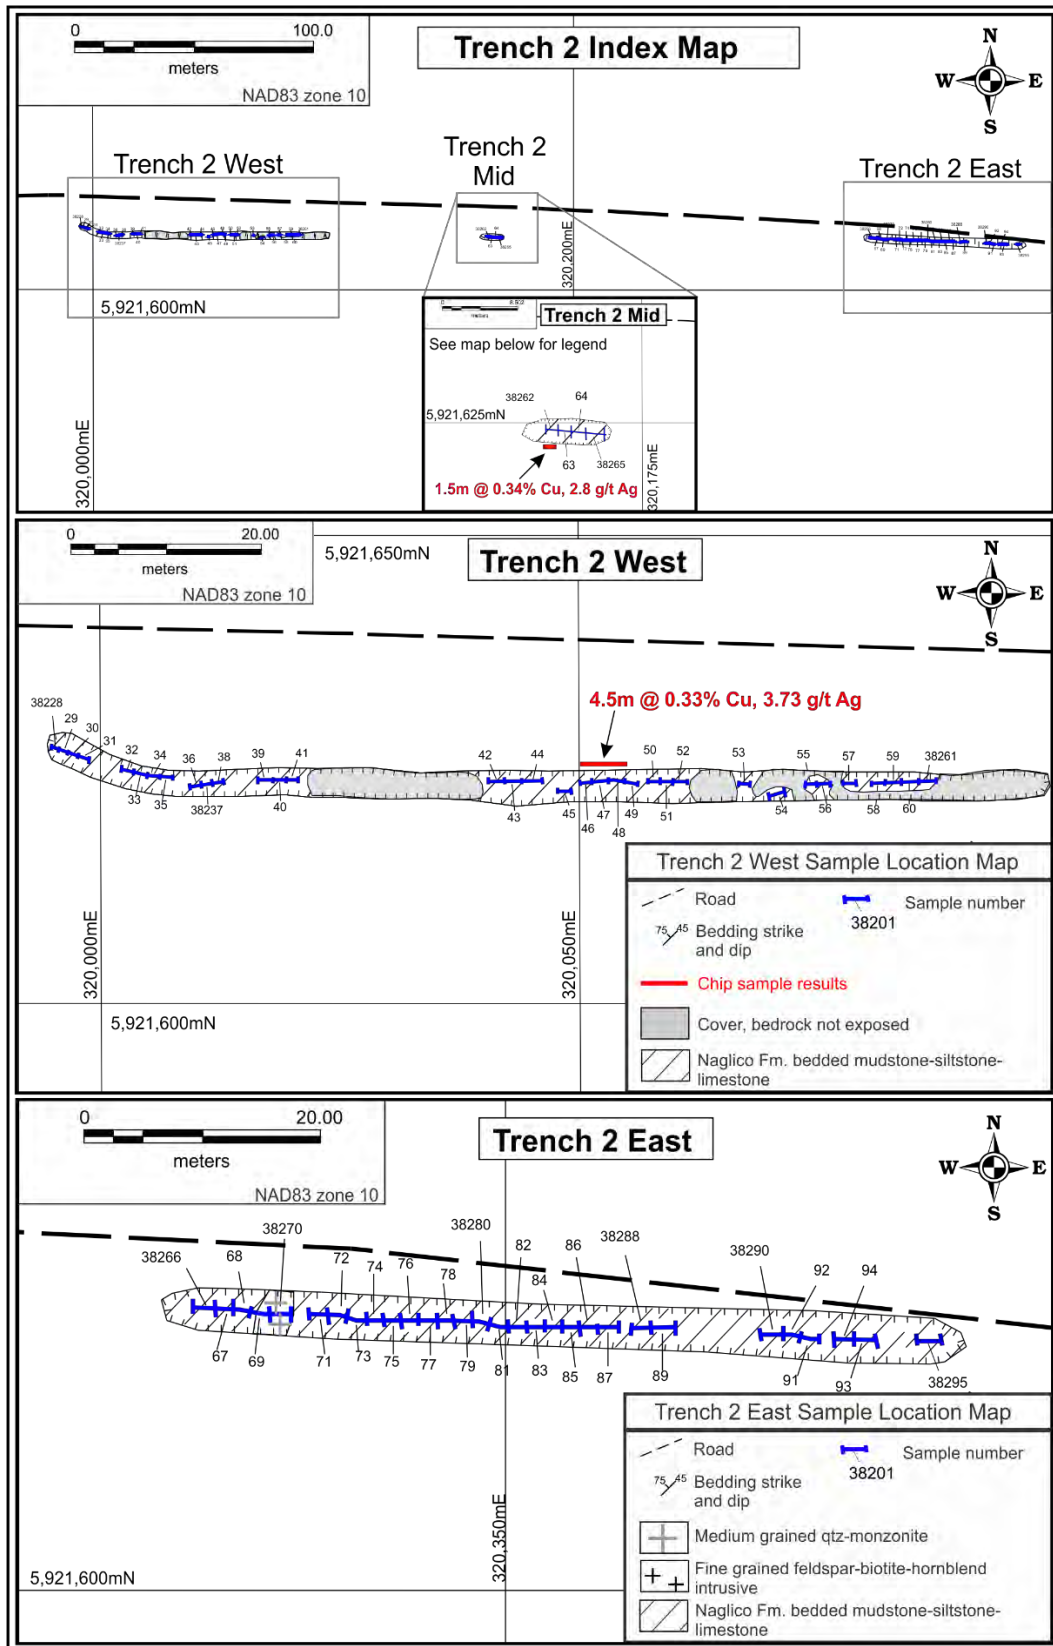 0 100.0
meters
NAD83 zone 10
Trench 2 Index Map
N
W E
S
Trench 2 West
Trench 2
Mid
Trench 2 East
320,000mE
320,200mE
5,921,600mN
0 8.502
meters
Trench 2 Mid
See map below for legend
5,921,625mN
38262 64
63 38265
320,175mE
1.5m @ 0.34% Cu, 2.8 g/t Ag
0 20.00
meters
NAD83 zone 10
5,921,650mN
Trench 2 West
N
W E
S
4.5m @ 0.33% Cu, 3.73 g/t Ag
38228 29 30 31 32 34 36 38 39 41 42 44 50 52 53 55 57 59 38261
33 35 38237 40 43 45 46 47 48 49 51 54 56 58 60
320,000mE
320,050mE
5,921,600mN
Trench 2 West Sample Location Map
Road
38201 Sample number
75 45 Bedding strike
and dip
Chip sample results
Cover, bedrock not exposed
Naglico Fm. bedded mudstone-siltstone-
limestone
0 20.00
meters
NAD83 zone 10
Trench 2 East
N
W E
S
38266 68 38270 72 74 76 78 38280 82 84 86 38288 38290 92 94
67 69 71 73 75 77 79 81 83 85 87 89 91 93 38295
320,350mE
5,921,600mN
Trench 2 East Sample Location Map
Road
38201 Sample number
75 45 Bedding strike
and dip
Medium grained qtz-monzonite
Fine grained feldspar-biotite-hornblend
intrusive
Naglico Fm. bedded mudstone-siltstone-
limestone